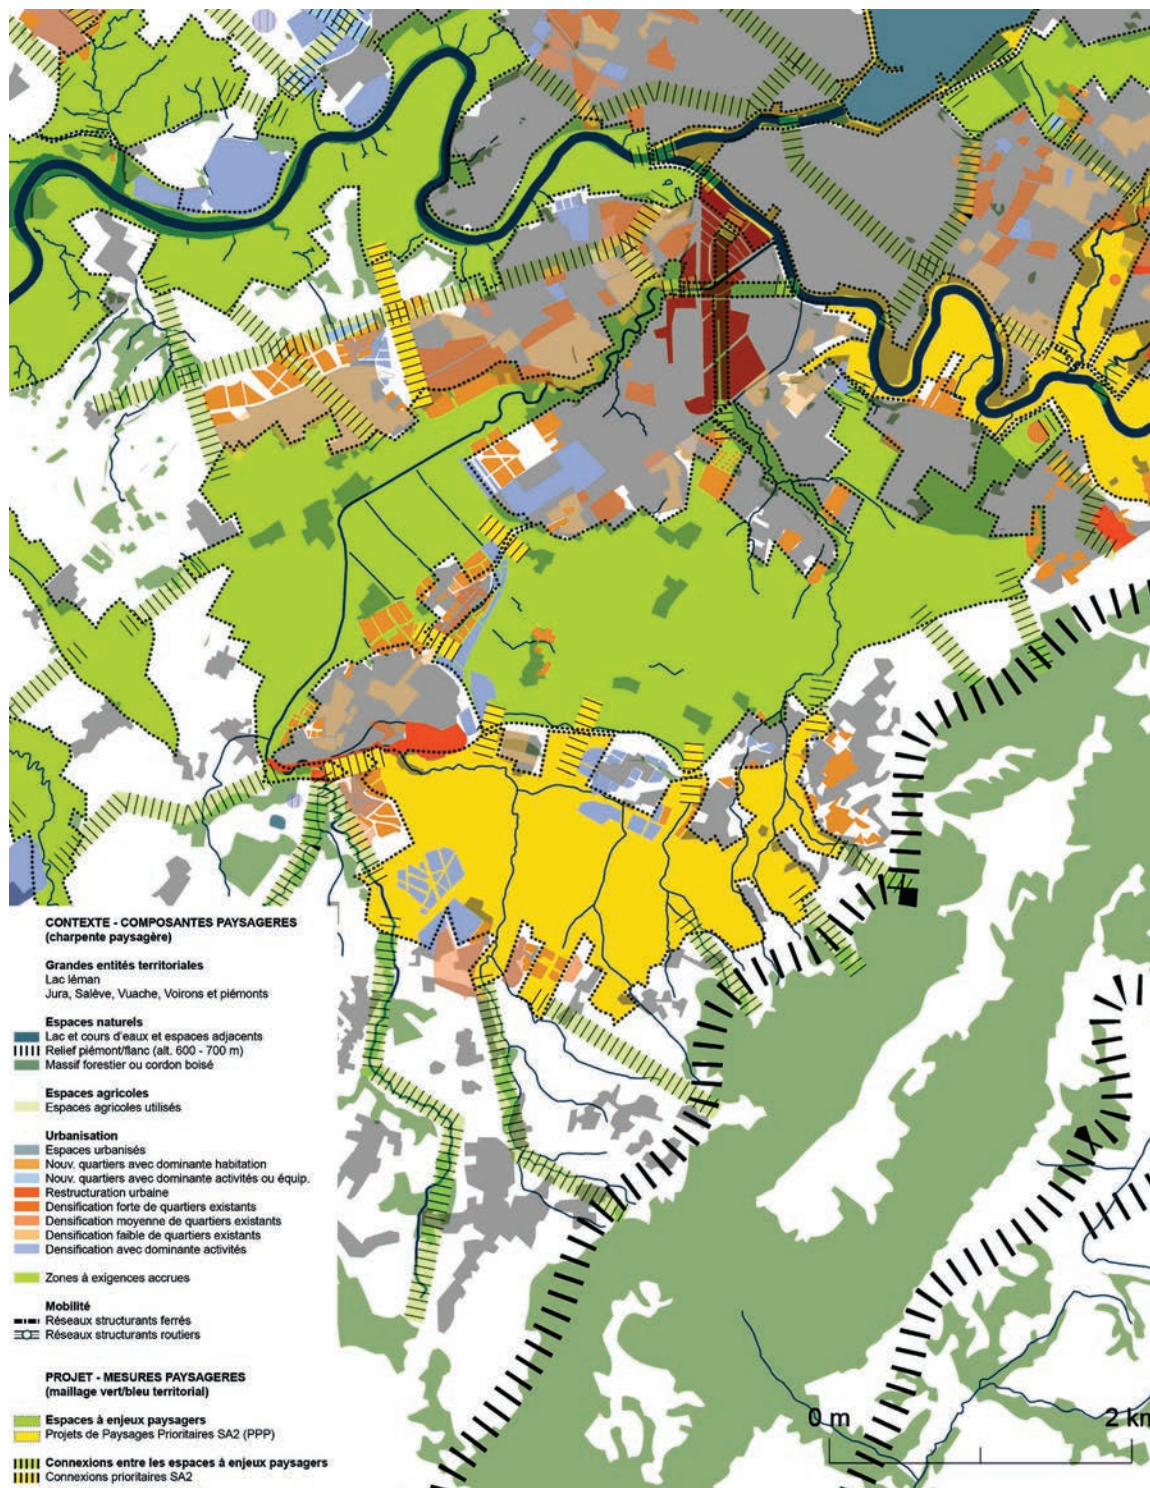 CONTEXTE - COMPOSANTES PAYSAGERES
(charpente paysagère)
Grandes entités territoriales
Lac léman
Jura, Salève, Vuache, Voirons et piémonts
Espaces naturels
Lac et cours d'eaux et espaces adjacents
Relief piémont/flanc (alt. 600 - 700 m)
Massif forestier ou cordon boisé
Espaces agricoles
Espaces agricoles utilisés
Urbanisation
Espaces urbanisés
Nouv. quartiers avec dominante habitation
Nouv. quartiers avec dominante activités ou équip.
Restructuration urbaine
Densification forte de quartiers existants
Densification moyenne de quartiers existants
Densification faible de quartiers existants
Densification avec dominante activités
Zones à exigences accrues
Mobilité
Réseaux structurants ferrés
Réseaux structurants routiers
PROJET - MESURES PAYSAGERES
(maillage vert/bleu territorial)
Espaces à enjeux paysagers
Projets de Paysages Prioritaires SA2 (PPP)
Connexions entre les espaces à enjeux paysagers
Connexions prioritaires SA2
0 m 2 km